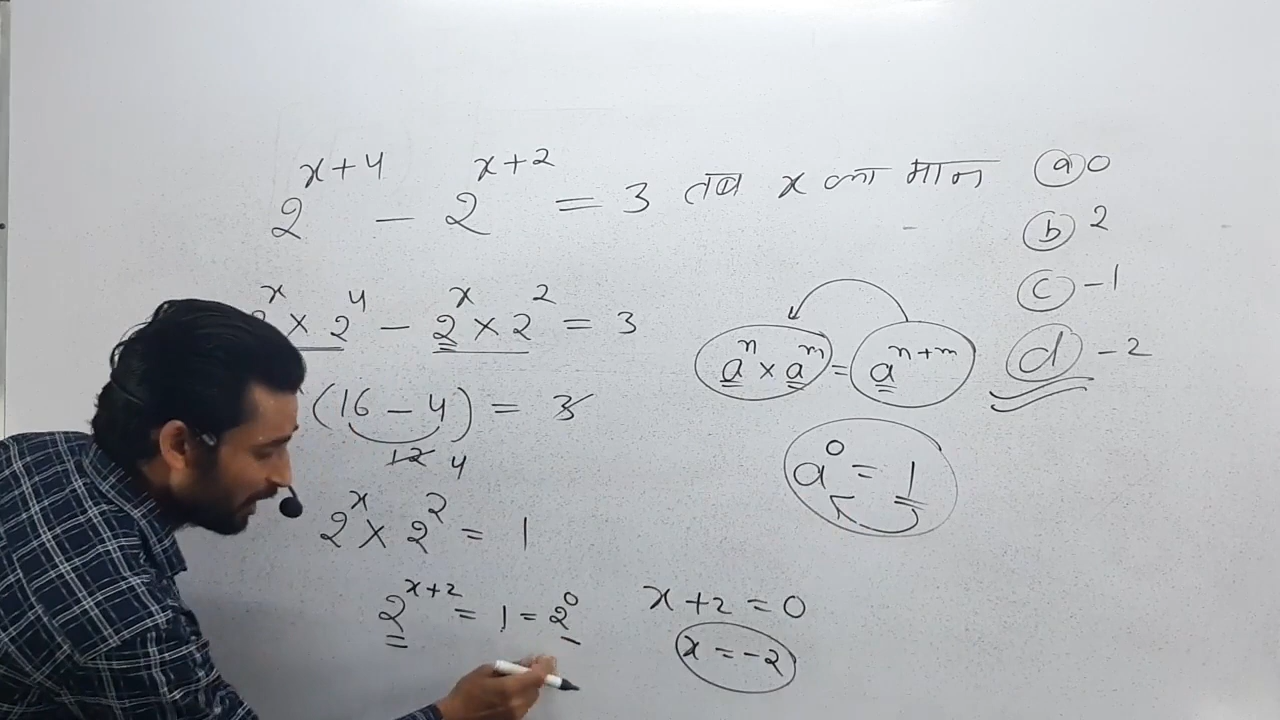 2^{x+4} - 2^{x+2} = 3 तब x का मान
(a) 0
(b) 2
(c) -1
(d) -2
2^x × 2^4 - 2^x × 2^2 = 3
(16 - 4) = 3
12 4
2^x × 2^2 = 1
2^{x+2} = 1 = 2^0
x+2 = 0
x = -2
a^n × a^m = a^{n+m}
a^0 = 1